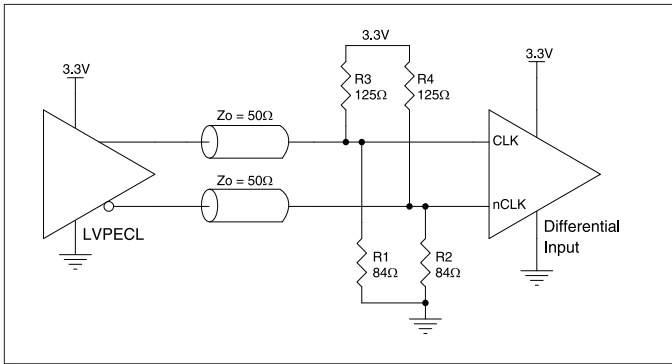 3.3V
3.3V
3.3V
R3
125Ω
R4
125Ω
Zo = 50Ω
CLK
Zo = 50Ω
nCLK
LVPECL
Differential
Input
R1
84Ω
R2
84Ω